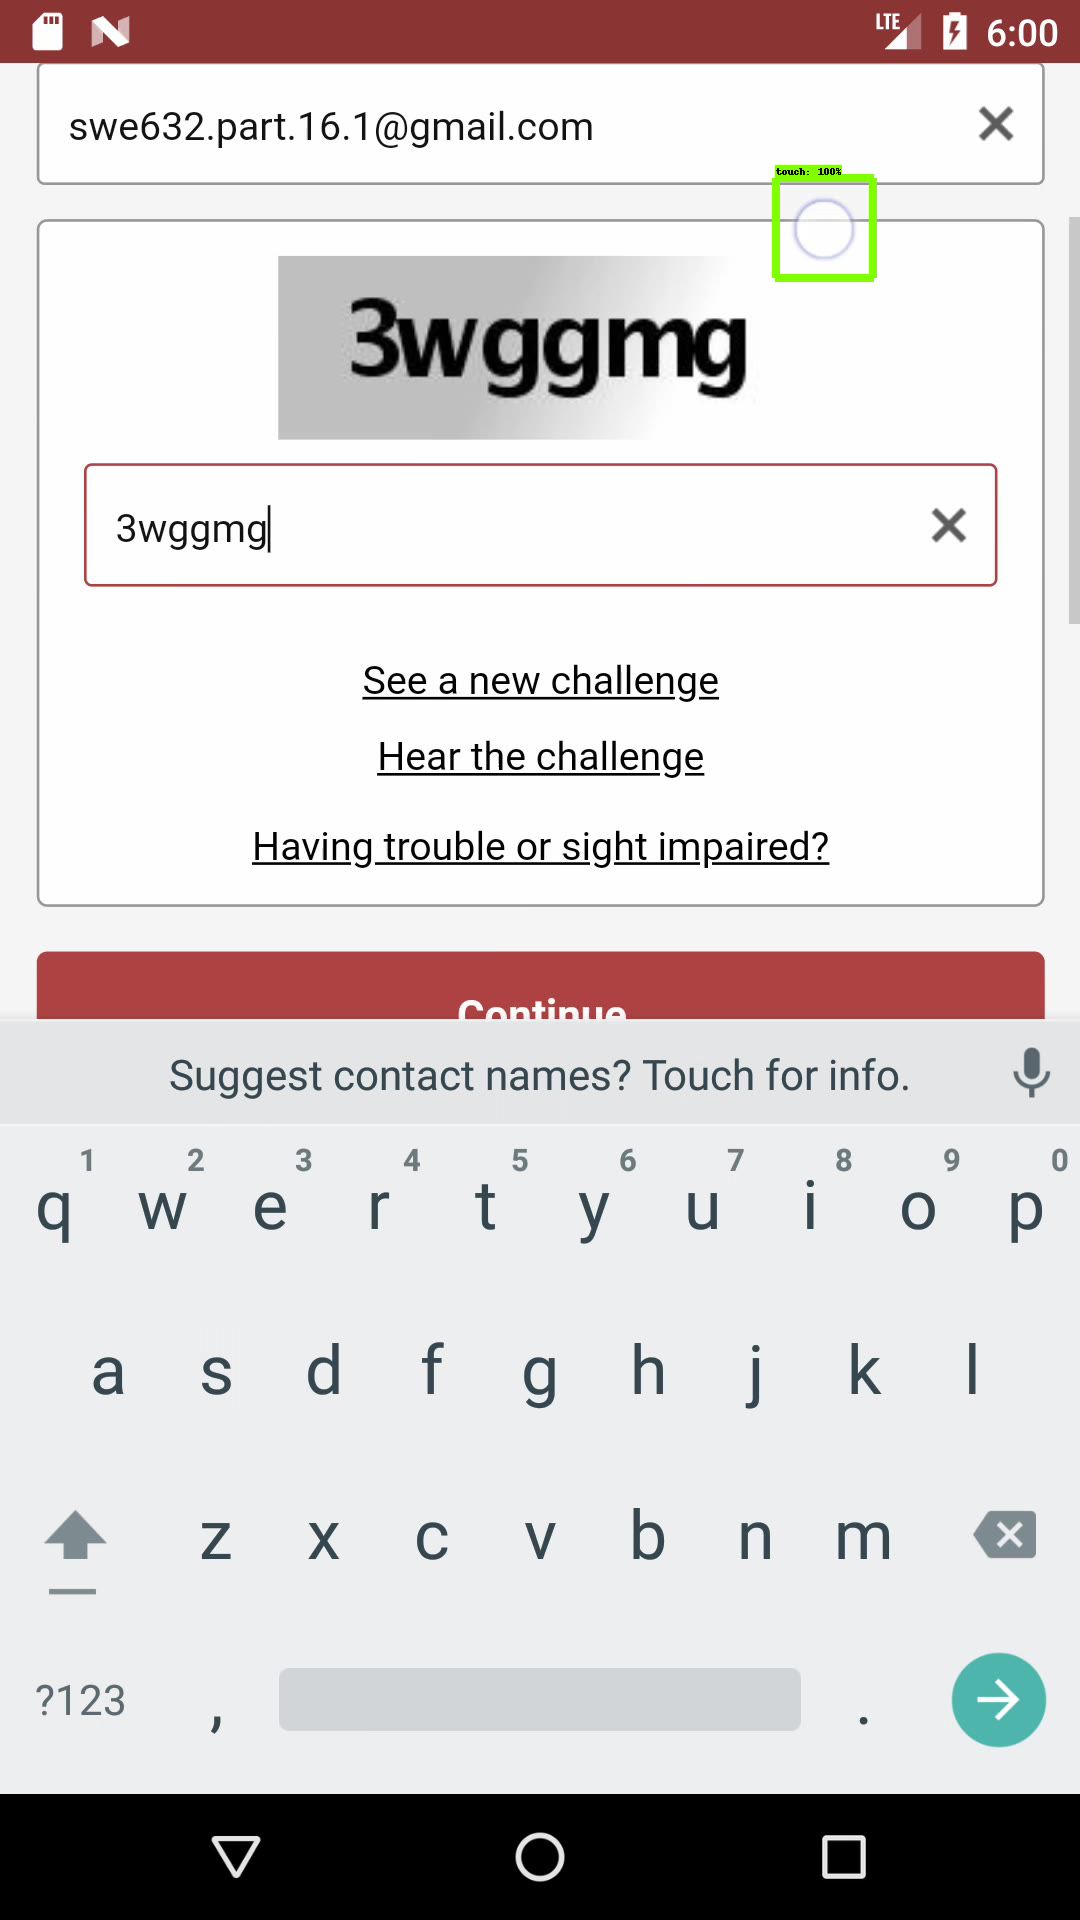 LTE 6:00
swe632.part.16.1@gmail.com
touch: 100%
3wggmg
3wggmg
See a new challenge
Hear the challenge
Having trouble or sight impaired?
Continue
Suggest contact names? Touch for info.
1 2 3 4 5 6 7 8 9 0
q w e r t y u i o p
a s d f g h j k l
z x c v b n m
?123 , .